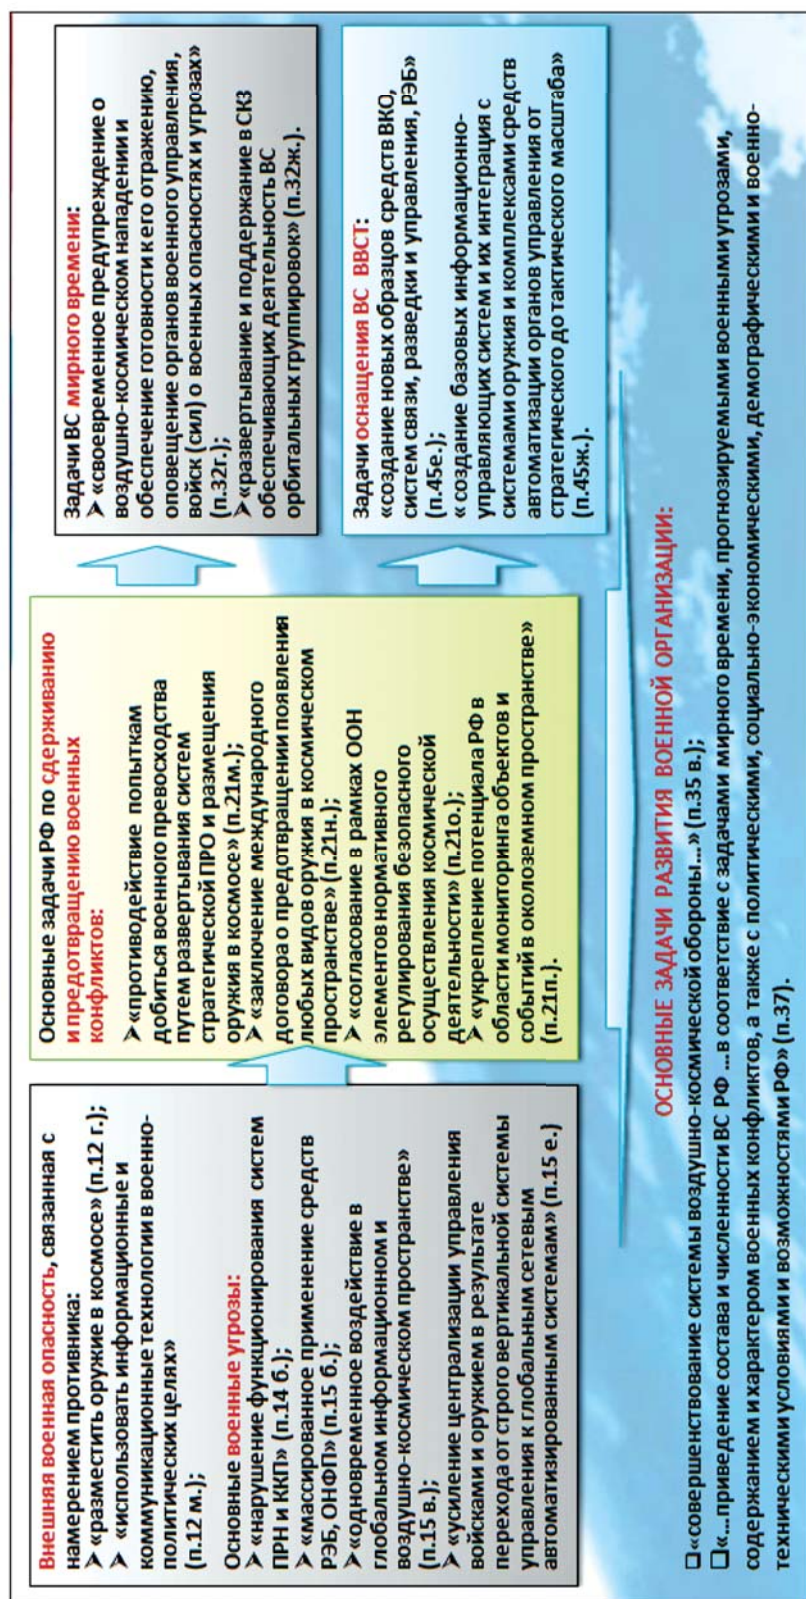 Внешняя военная опасность, связанная с
намерением противника:
➤ «разместить оружие в космосе» (п.12 г.);
➤ «использовать информационные и
коммуникационные технологии в военно-
политических целях»
(п.12 м.);
Основные военные угрозы:
➤ «нарушение функционирования систем
ПРН и ККП» (п.14 б.);
➤ «массированное применение средств
РЭБ, ОНФП» (п.15 б.);
➤ «одновременное воздействие в
глобальном информационном и
воздушно-космическом пространстве»
(п.15 в.);
➤ «усиление централизации управления
войсками и оружием в результате
перехода от строго вертикальной системы
управления к глобальным сетевым
автоматизированным системам» (п.15 е.)
Основные задачи РФ по сдерживанию
и предотвращению военных
конфликтов:
➤ «противодействие попыткам
добиться военного превосходства
путем развертывания систем
стратегической ПРО и размещения
оружия в космосе» (п.21м.);
➤ «заключение международного
договора о предотвращении появления
любых видов оружия в космическом
пространстве» (п.21н.);
➤ «согласование в рамках ООН
элементов нормативного
регулирования безопасного
осуществления космической
деятельности» (п.21о.);
➤ «укрепление потенциала РФ в
области мониторинга объектов и
событий в околоземном пространстве»
(п.21п.).
Задачи ВС мирного времени:
➤ «своевременное предупреждение о
воздушно-космическом нападении и
обеспечение готовности к его отражению,
оповещение органов военного управления,
войск (сил) о военных опасностях и угрозах»
(п.32г.);
➤ «развертывание и поддержание в СКЗ
обеспечивающих деятельность ВС
орбитальных группировок» (п.32ж.).
Задачи оснащения ВС ВВСТ:
«создание новых образцов средств ВКО,
систем связи, разведки и управления, РЭБ»
(п.45е.);
« создание базовых информационно-
управляющих систем и их интеграция с
системами оружия и комплексами средств
автоматизации органов управления от
стратегического до тактического масштаба»
(п.45ж.).
ОСНОВНЫЕ ЗАДАЧИ РАЗВИТИЯ ВОЕННОЙ ОРГАНИЗАЦИИ:
❑ «совершенствование системы воздушно-космической обороны...» (п.35 в.);
❑ «...приведение состава и численности ВС РФ ...в соответствие с задачами мирного времени, прогнозируемыми военными угрозами,
содержанием и характером военных конфликтов, а также с политическими, социально-экономическими, демографическими и военно-
техническими условиями и возможностями РФ» (п.37).